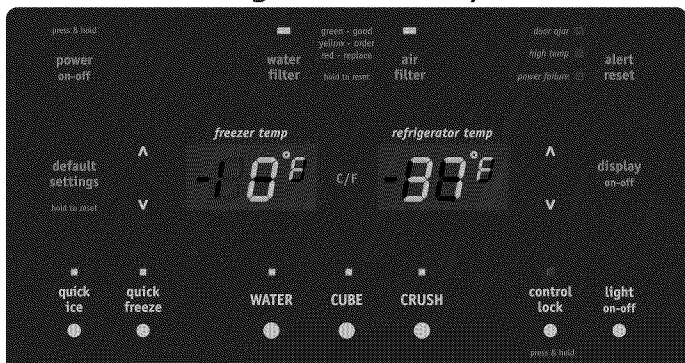 press & hold
power
on-off
water
filter
green - good
yellow - order
red - replace
hold to reset
air
filter
door ajar
high temp
power failure
alert
reset
default
settings
hold to reset
freezer temp
0°F
C/F
refrigerator temp
37°F
display
on-off
quick
ice
quick
freeze
WATER
CUBE
CRUSH
control
lock
press & hold
light
on-off